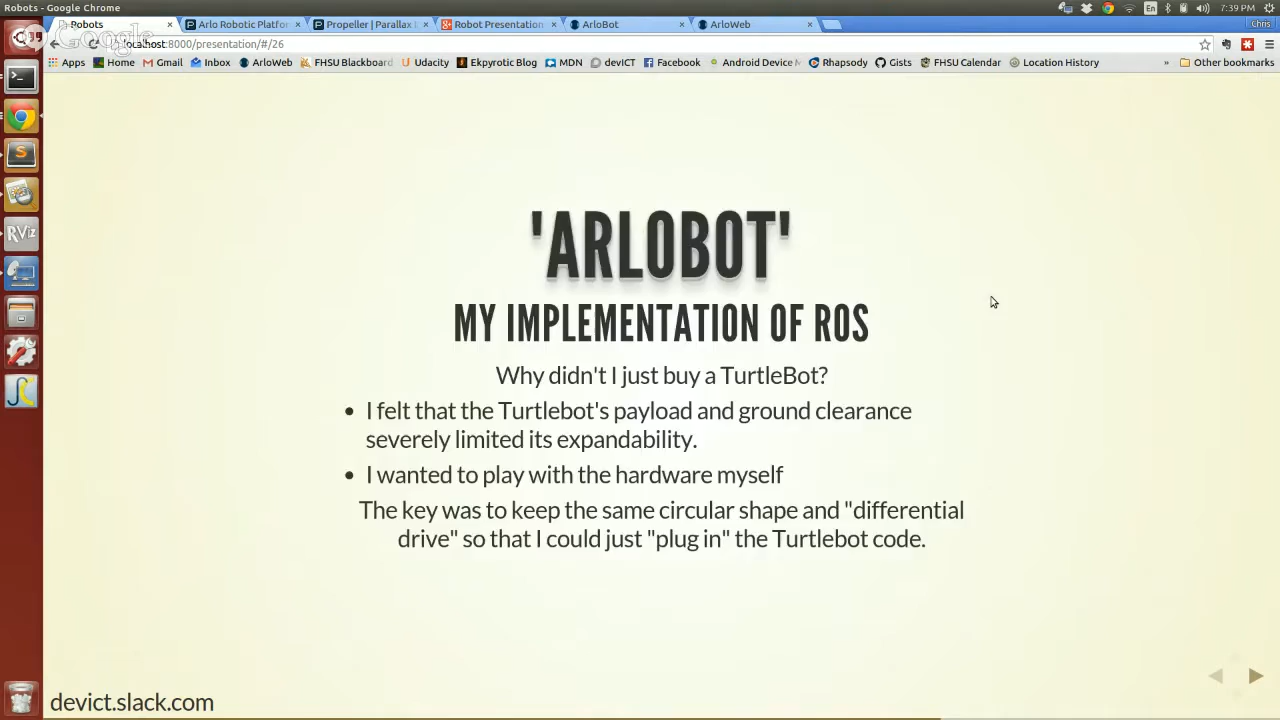 Robots - Google Chrome
En
7:39 PM
Robots
Arlo Robotic Platfor
Propeller | Parallax I
Robot Presentation
ArloBot
ArloWeb
Chris
Google
localhost:8000/presentation/#/26
Apps
Home
Gmail
Inbox
ArloWeb
FHSU Blackboard
Udacity
Ekpyrotic Blog
MDN
devICT
Facebook
Android Device M
Rhapsody
Gists
FHSU Calendar
Location History
»
Other bookmarks
RViz
'ARLOBOT'
MY IMPLEMENTATION OF ROS
Why didn't I just buy a TurtleBot?
• I felt that the Turtlebot's payload and ground clearance
severely limited its expandability.
• I wanted to play with the hardware myself
The key was to keep the same circular shape and "differential
drive" so that I could just "plug in" the Turtlebot code.
devict.slack.com